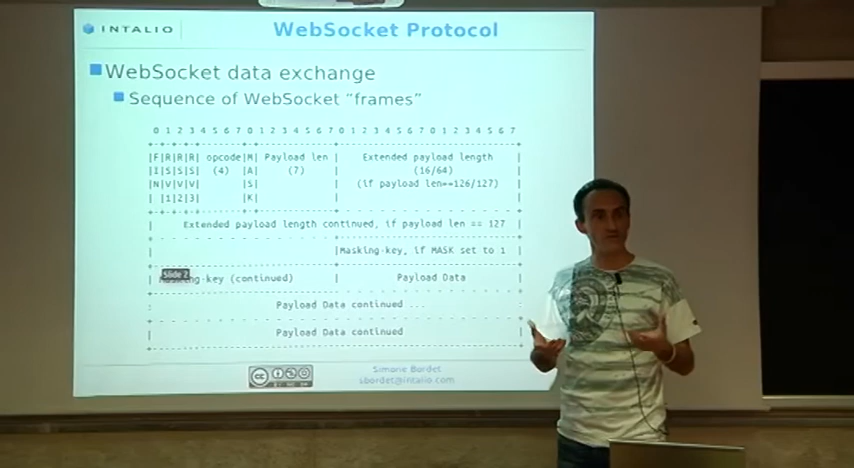 INTALIO
WebSocket Protocol
WebSocket data exchange
Sequence of WebSocket “frames”
0 1 2 3 4 5 6 7 0 1 2 3 4 5 6 7 0 1 2 3 4 5 6 7 0 1 2 3 4 5 6 7
|F|R|R|R| opcode|M| Payload len | Extended payload length
|I|S|S|S| (4) |A| (7) | (16/64)
|N|V|V|V| |S| | (if payload len==126/127)
| |1|2|3| |K| |
Extended payload length continued, if payload len == 127
|Masking-key, if MASK set to 1
Slide 2
-key (continued) | Payload Data
Payload Data continued ...
Payload Data continued
cc
Simone Bordet
sbordet@intalio.com